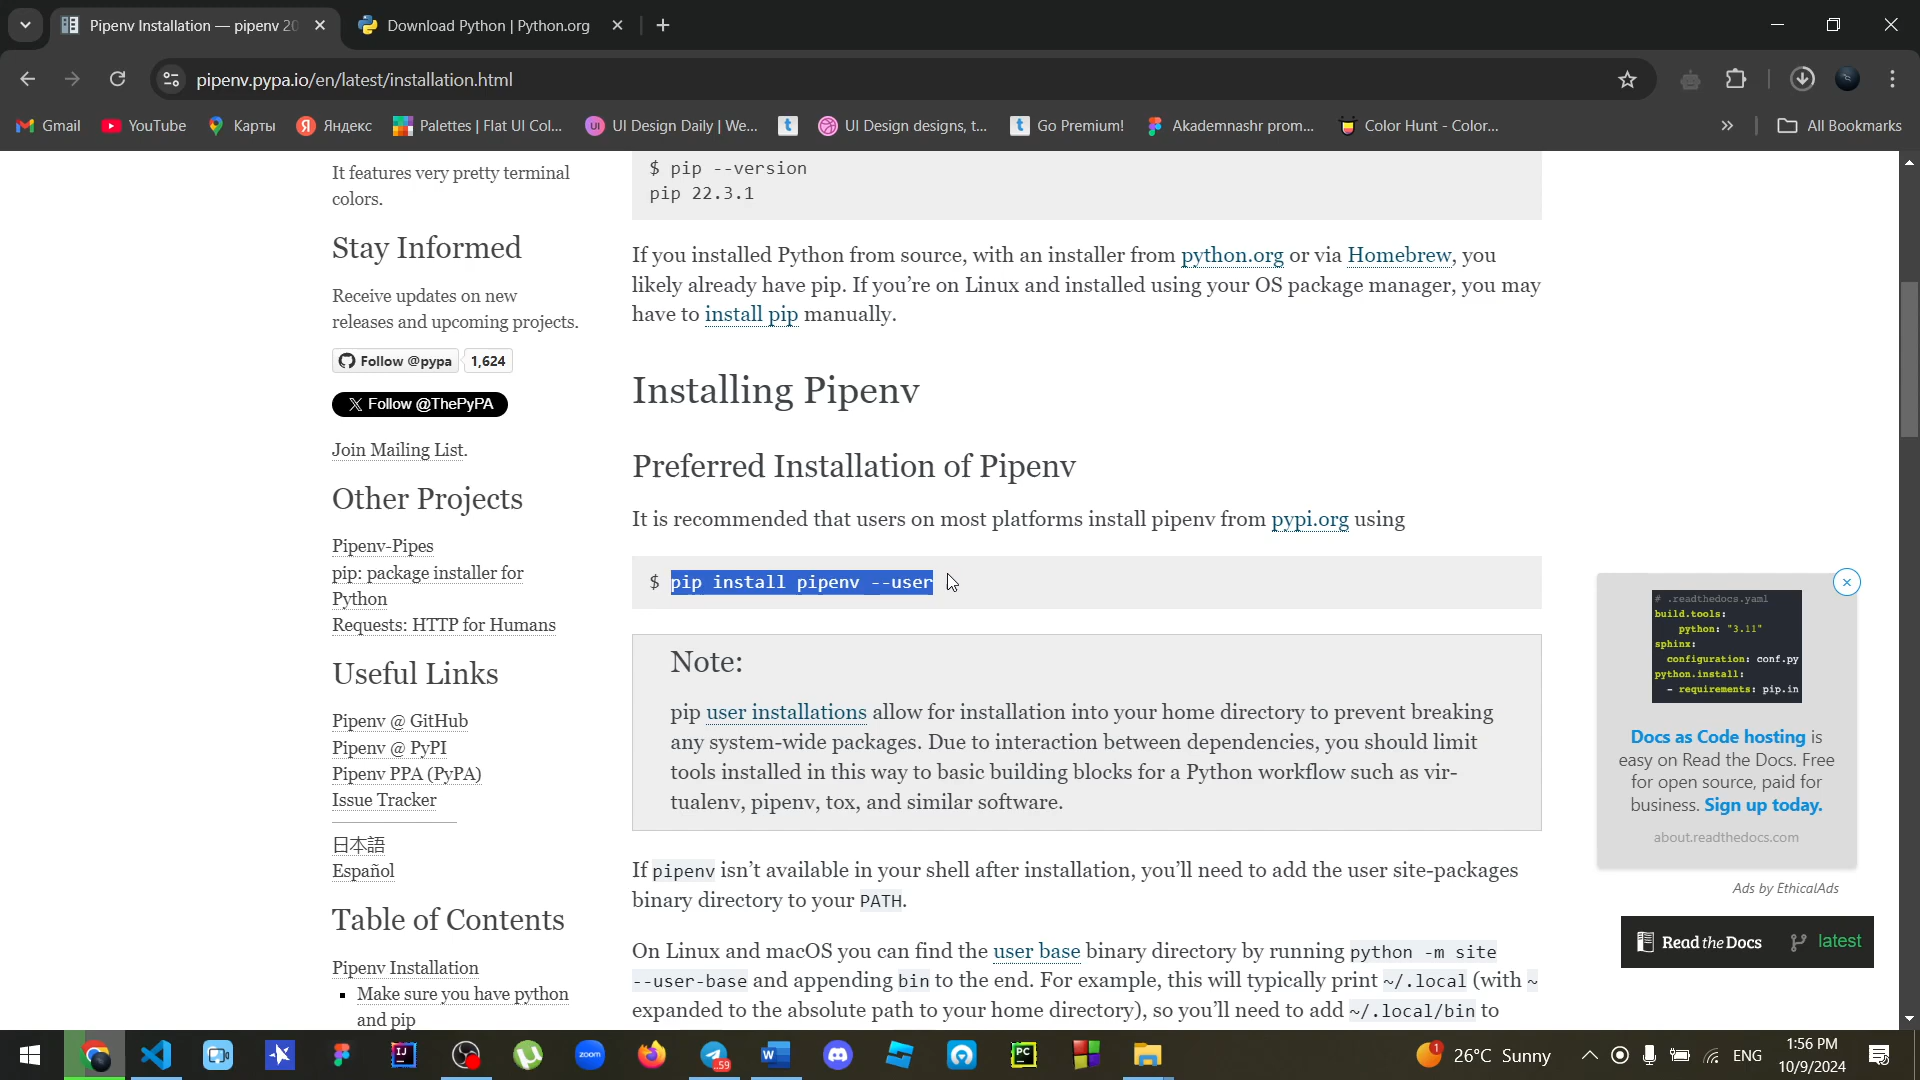 Pipenv Installation — pipenv 20
Download Python | Python.org
pipenv.pypa.io/en/latest/installation.html
Gmail
YouTube
Карты
Яндекс
Palettes | Flat UI Col...
UI Design Daily | We...
UI Design designs, t...
Go Premium!
Akademnashr prom...
Color Hunt - Color...
All Bookmarks
It features very pretty terminal
colors.
Stay Informed
Receive updates on new
releases and upcoming projects.
Follow @pypa 1,624
Follow @ThePyPA
Join Mailing List.
Other Projects
Pipenv-Pipes
pip: package installer for
Python
Requests: HTTP for Humans
Useful Links
Pipenv @ GitHub
Pipenv @ PyPI
Pipenv PPA (PyPA)
Issue Tracker
日本語
Español
Table of Contents
Pipenv Installation
Make sure you have python
and pip
$ pip --version
pip 22.3.1
If you installed Python from source, with an installer from python.org or via Homebrew, you
likely already have pip. If you’re on Linux and installed using your OS package manager, you may
have to install pip manually.
Installing Pipenv
Preferred Installation of Pipenv
It is recommended that users on most platforms install pipenv from pypi.org using
$ pip install pipenv --user
Note:
pip user installations allow for installation into your home directory to prevent breaking
any system-wide packages. Due to interaction between dependencies, you should limit
tools installed in this way to basic building blocks for a Python workflow such as vir-
tualenv, pipenv, tox, and similar software.
If pipenv isn’t available in your shell after installation, you’ll need to add the user site-packages
binary directory to your PATH.
On Linux and macOS you can find the user base binary directory by running python -m site
--user-base and appending bin to the end. For example, this will typically print ~/.local (with ~
expanded to the absolute path to your home directory), so you’ll need to add ~/.local/bin to
# .readthedocs.yaml
build.tools:
python: "3.11"
sphinx:
configuration: conf.py
python.install:
- requirements: pip.in
Docs as Code hosting is
easy on Read the Docs. Free
for open source, paid for
business. Sign up today.
about.readthedocs.com
Ads by EthicalAds
Read the Docs latest
26°C Sunny
ENG
1:56 PM
10/9/2024